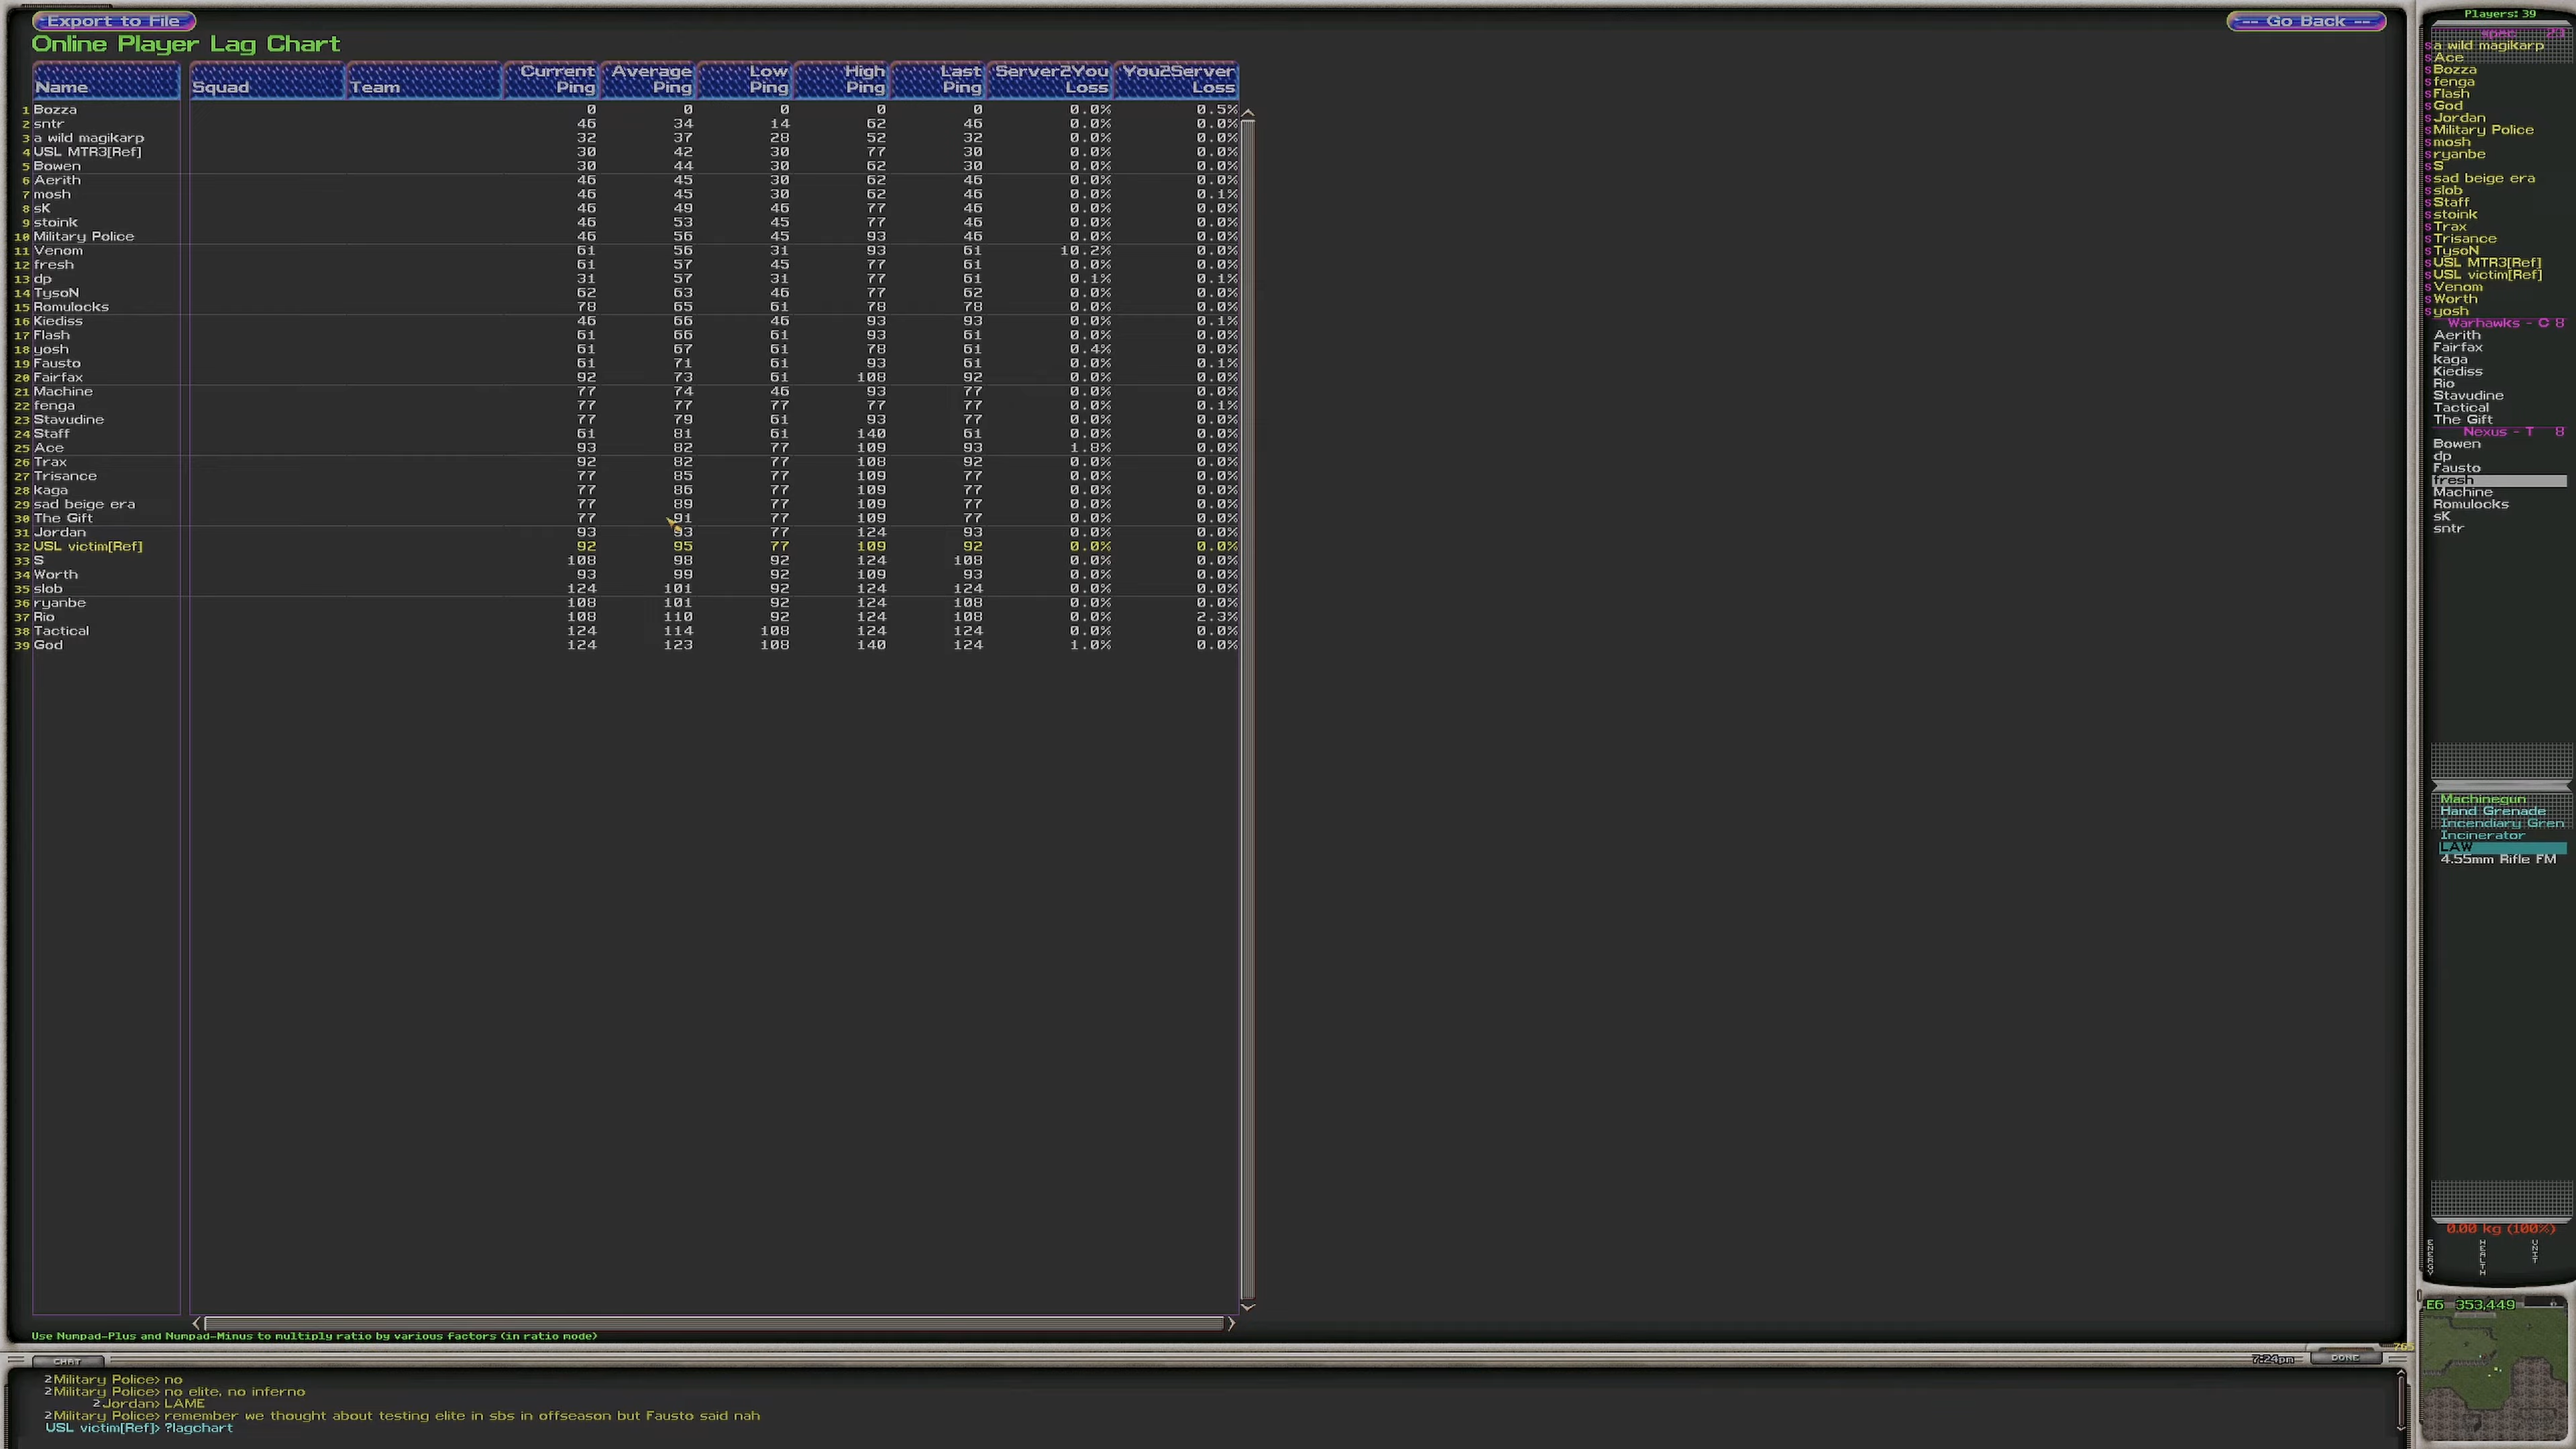 Export to File
-- Go Back --
Online Player Lag Chart
Name Squad Team Current Ping Average Ping Low Ping High Ping Last Ping Server2You Loss You2Server Loss
1 Bozza 0 0 0 0 0 0.0% 0.5%
2 sntr 46 34 14 62 46 0.0% 0.0%
3 a wild magikarp 32 37 28 52 32 0.0% 0.0%
4 USL MTR3[Ref] 30 42 30 77 30 0.0% 0.0%
5 Bowen 30 44 30 62 30 0.0% 0.0%
6 Aerith 46 45 30 62 46 0.0% 0.0%
7 mosh 46 45 30 62 46 0.0% 0.1%
8 sK 46 49 46 77 46 0.0% 0.0%
9 stoink 46 53 45 77 46 0.0% 0.0%
10 Military Police 46 56 45 93 46 0.0% 0.0%
11 Venom 61 56 31 93 61 10.2% 0.0%
12 fresh 61 57 45 77 61 0.0% 0.0%
13 dp 31 57 31 77 61 0.1% 0.1%
14 TysoN 62 63 46 77 62 0.0% 0.0%
15 Romulocks 78 65 61 78 78 0.0% 0.0%
16 Kiediss 46 66 46 93 93 0.0% 0.1%
17 Flash 61 66 61 93 61 0.0% 0.0%
18 yosh 61 67 61 78 61 0.4% 0.0%
19 Fausto 61 71 61 93 61 0.0% 0.1%
20 Fairfax 92 73 61 108 92 0.0% 0.0%
21 Machine 77 74 46 93 77 0.0% 0.0%
22 fenga 77 77 77 77 77 0.0% 0.1%
23 Stavudine 77 79 61 93 77 0.0% 0.0%
24 Staff 61 81 61 140 61 0.0% 0.0%
25 Ace 93 82 77 109 93 1.8% 0.0%
26 Trax 92 82 77 108 92 0.0% 0.0%
27 Trisance 77 85 77 109 77 0.0% 0.0%
28 kaga 77 86 77 109 77 0.0% 0.0%
29 sad beige era 77 89 77 109 77 0.0% 0.0%
30 The Gift 77 91 77 109 77 0.0% 0.0%
31 Jordan 93 93 77 124 93 0.0% 0.0%
32 USL victim[Ref] 92 95 77 109 92 0.0% 0.0%
33 S 108 98 92 124 108 0.0% 0.0%
34 Worth 93 99 92 109 93 0.0% 0.0%
35 slob 124 101 92 124 124 0.0% 0.0%
36 ryanbe 108 101 92 124 108 0.0% 0.0%
37 Rio 108 110 92 124 108 0.0% 2.3%
38 Tactical 124 114 108 124 124 0.0% 0.0%
39 God 124 123 108 140 124 1.0% 0.0%
Use Numpad-Plus and Numpad-Minus to multiply ratio by various factors (in ratio mode)
CHAT
7:24pm
DONE
2Military Police> no
2Military Police> no elite, no inferno
2Jordan> LAME
2Military Police> remember we thought about testing elite in sbs in offseason but Fausto said nah
USL victim[Ref]> ?lagchart
Players: 39
spec 23
s a wild magikarp
s Ace
s Bozza
s fenga
s Flash
s God
s Jordan
s Military Police
s mosh
s ryanbe
s S
s sad beige era
s slob
s Staff
s stoink
s Trax
s Trisance
s TysoN
s USL MTR3[Ref]
s USL victim[Ref]
s Venom
s Worth
s yosh
Warhawks - C 8
Aerith
Fairfax
kaga
Kiediss
Rio
Stavudine
Tactical
The Gift
Nexus - T 8
Bowen
dp
Fausto
fresh
Machine
Romulocks
sK
sntr
Machinegun
Hand Grenade
Incendiary Gren
Incinerator
LAW
4.55mm Rifle FM
0.00 kg (100%)
ENERGY
HEALTH
UNIT
E6 353,449